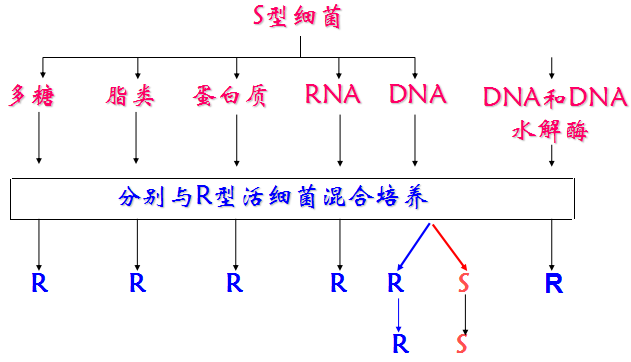 S型细菌
多糖 脂类 蛋白质 RNA DNA DNA和DNA
水解酶
分别与R型活细菌混合培养
R R R R R S R
R S